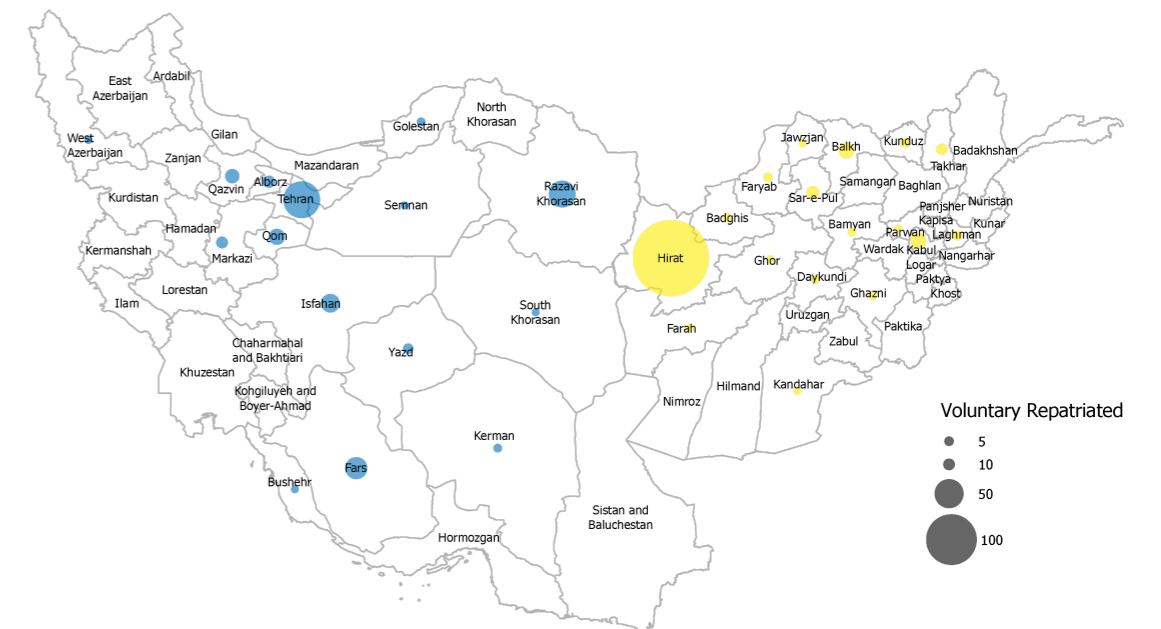 East
Azerbaijan
Ardabil
West
Azerbaijan
Gilan
Zanjan
Kurdistan
Qazvin
Alborz
Tehran
Mazandaran
Golestan
North
Khorasan
Semnan
Razavi
Khorasan
Hamadan
Qom
Markazi
Kermanshah
Lorestan
Ilam
Isfahan
Chaharmahal
and Bakhtiari
Khuzestan
Kohgiluyeh and
Boyer-Ahmad
Yazd
South
Khorasan
Kerman
Fars
Bushehr
Hormozgan
Sistan and
Baluchestan
Hirat
Badghis
Faryab
Jawzjan
Balkh
Sar-e-Pul
Samangan
Kunduz
Takhar
Badakhshan
Baghlan
Panjsher
Nuristan
Kapisa
Kunar
Bamyan
Parwan
Laghman
Wardak
Kabul
Nangarhar
Logar
Paktya
Khost
Ghor
Daykundi
Ghazni
Uruzgan
Paktika
Zabul
Farah
Nimroz
Hilmand
Kandahar
Voluntary Repatriated
5
10
50
100